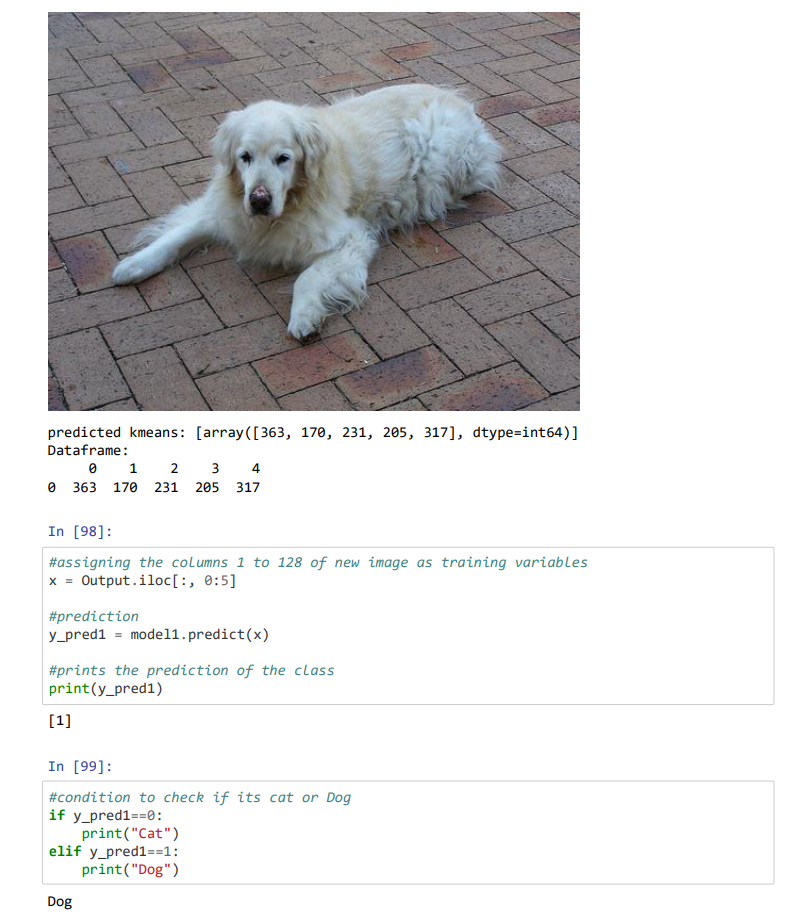 predicted kmeans: [array([363, 170, 231, 205, 317], dtype=int64)]
Dataframe:
     0    1    2    3    4
0  363  170  231  205  317
In [98]:
#assigning the columns 1 to 128 of new image as training variables
x = Output.iloc[:, 0:5]
#prediction
y_pred1 = model1.predict(x)
#prints the prediction of the class
print(y_pred1)
[1]
In [99]:
#condition to check if its cat or Dog
if y_pred1==0:
    print("Cat")
elif y_pred1==1:
    print("Dog")
Dog